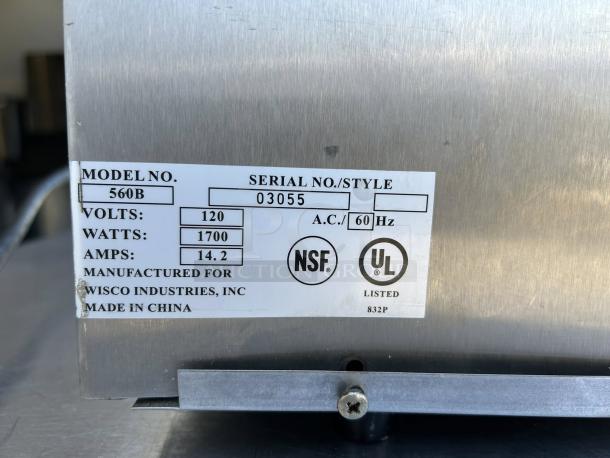 MODEL NO. SERIAL NO./STYLE
560B 03055
VOLTS: 120 A.C./ 60 Hz
WATTS: 1700
AMPS: 14.2
NSF® UL
MANUFACTURED FOR
WISCO INDUSTRIES, INC LISTED
MADE IN CHINA 832P